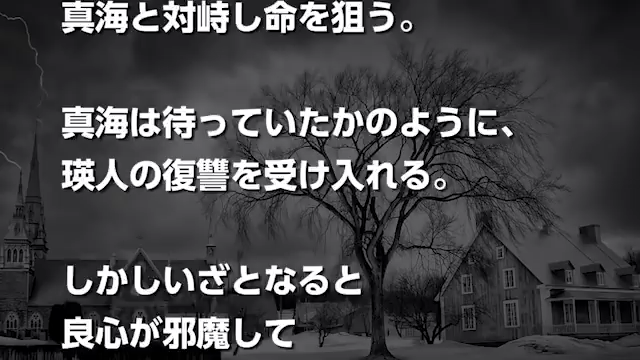 真海と対峙し命を狙う。
真海は待っていたかのように、
瑛人の復讐を受け入れる。
しかしいざとなると
良心が邪魔して